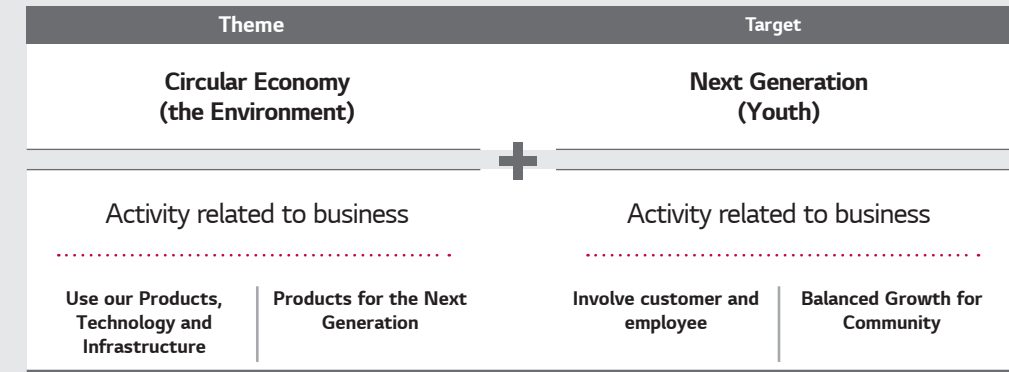 Theme
Target
Circular Economy
(the Environment)
Next Generation
(Youth)
Activity related to business
Activity related to business
Use our Products,
Technology and
Infrastructure
Products for the Next
Generation
Involve customer and
employee
Balanced Growth for
Community